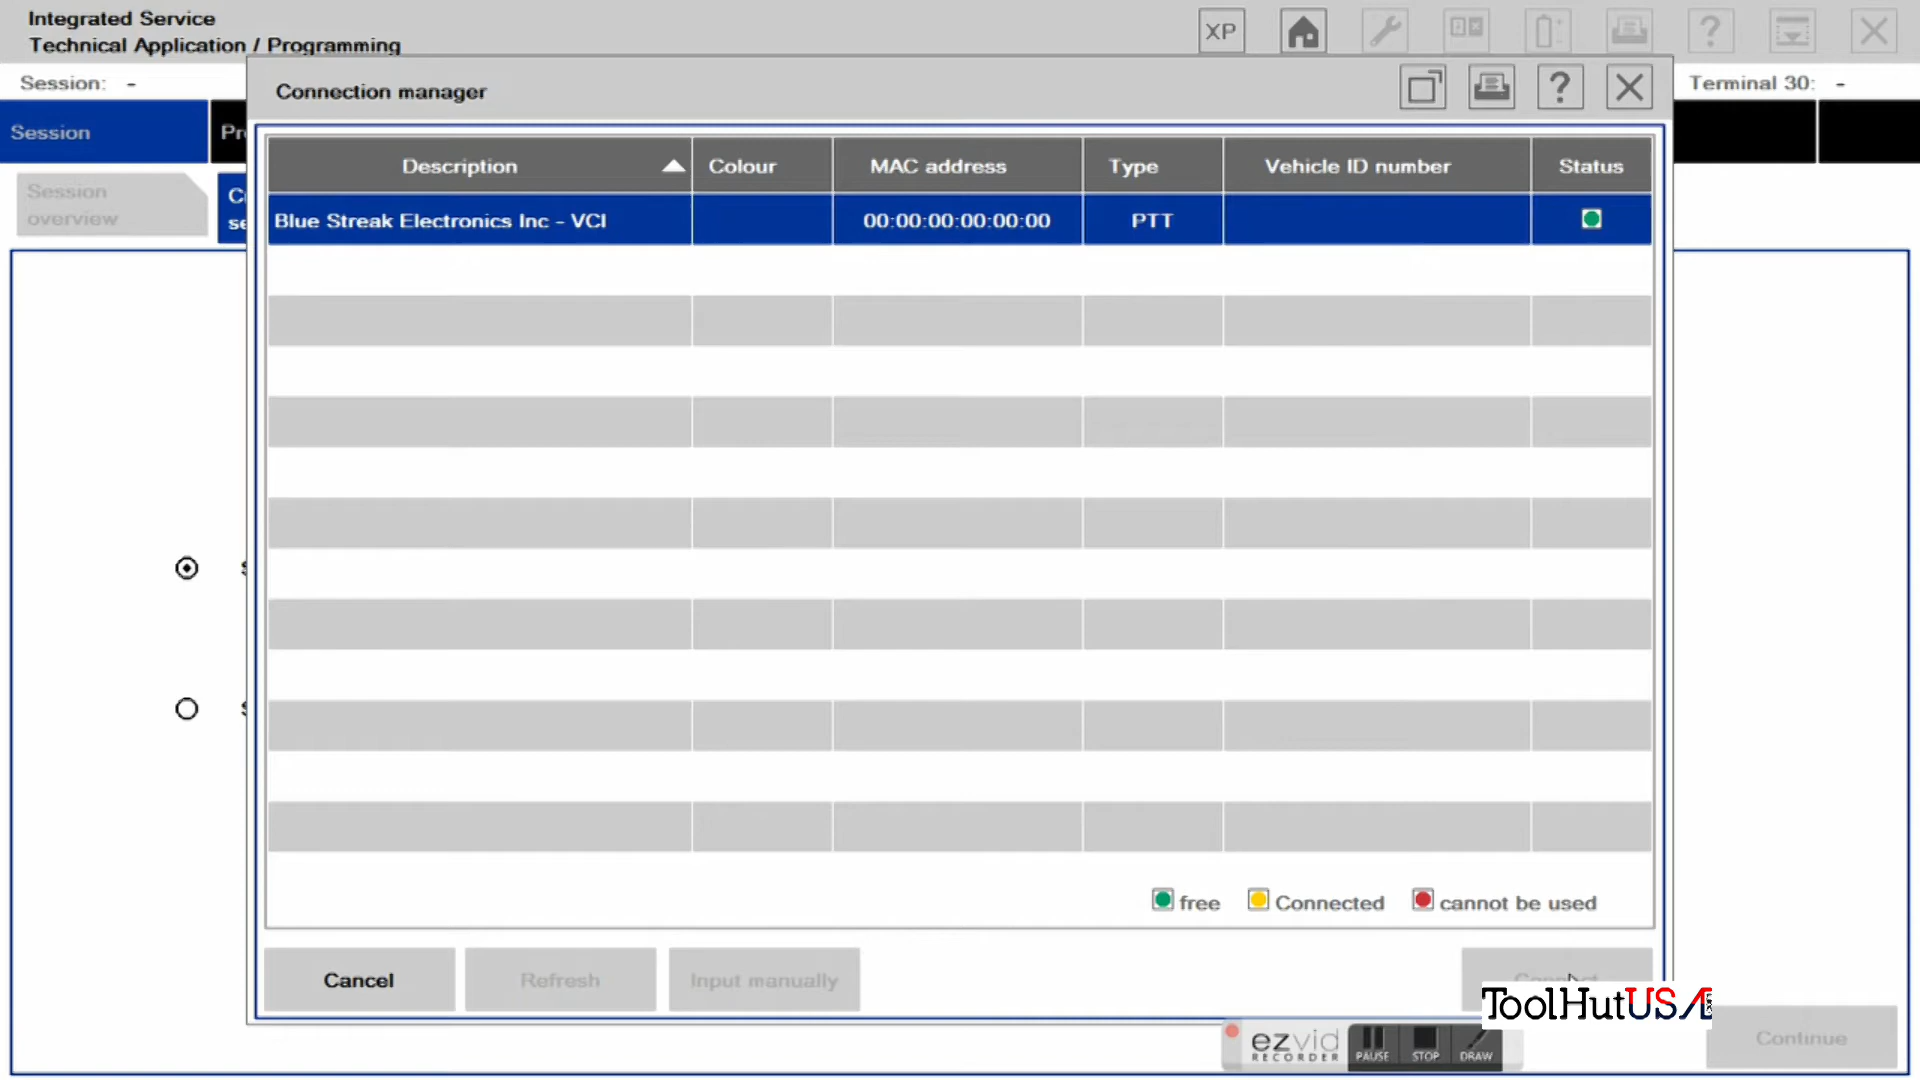 Integrated Service
Technical Application / Programming
XP
Session: -
Connection manager
Terminal 30: -
Session
Pr
Session
overview
Description
Colour
MAC address
Type
Vehicle ID number
Status
Blue Streak Electronics Inc - VCI
00:00:00:00:00:00
PTT
free
Connected
cannot be used
Cancel
Refresh
Input manually
Connect
ToolHutUSA
ezvid
RECORDER
PAUSE
STOP
DRAW
Continue